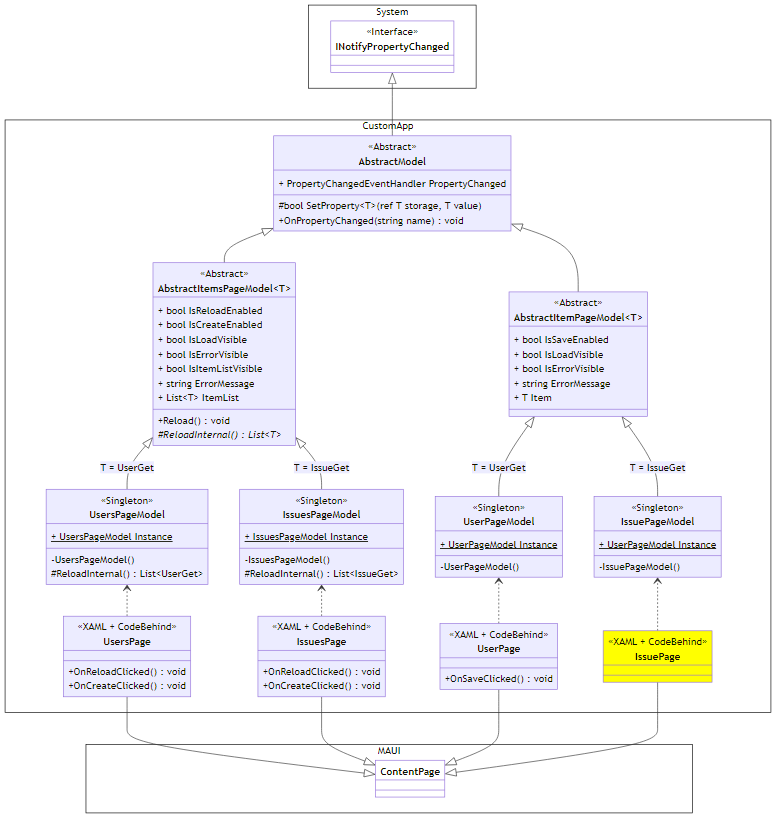 System
«Interface»
INotifyPropertyChanged
CustomApp
«Abstract»
AbstractModel
+ PropertyChangedEventHandler PropertyChanged
#bool SetProperty<T>(ref T storage, T value)
+OnPropertyChanged(string name) : void
«Abstract»
AbstractItemsPageModel<T>
+ bool IsReloadEnabled
+ bool IsCreateEnabled
+ bool IsLoadVisible
+ bool IsErrorVisible
+ bool IsItemListVisible
+ string ErrorMessage
+ List<T> ItemList
+Reload() : void
#ReloadInternal() : List<T>
«Abstract»
AbstractItemPageModel<T>
+ bool IsSaveEnabled
+ bool IsLoadVisible
+ bool IsErrorVisible
+ string ErrorMessage
+ T Item
T = UserGet
T = IssueGet
T = UserGet
T = IssueGet
«Singleton»
UsersPageModel
+ UsersPageModel Instance
-UsersPageModel()
#ReloadInternal() : List<UserGet>
«Singleton»
IssuesPageModel
+ IssuesPageModel Instance
-IssuesPageModel()
#ReloadInternal() : List<IssueGet>
«Singleton»
UserPageModel
+ UserPageModel Instance
-UserPageModel()
«Singleton»
IssuePageModel
+ UserPageModel Instance
-IssuePageModel()
«XAML + CodeBehind»
UsersPage
+OnReloadClicked() : void
+OnCreateClicked() : void
«XAML + CodeBehind»
IssuesPage
+OnReloadClicked() : void
+OnCreateClicked() : void
«XAML + CodeBehind»
UserPage
+OnSaveClicked() : void
«XAML + CodeBehind»
IssuePage
MAUI
ContentPage